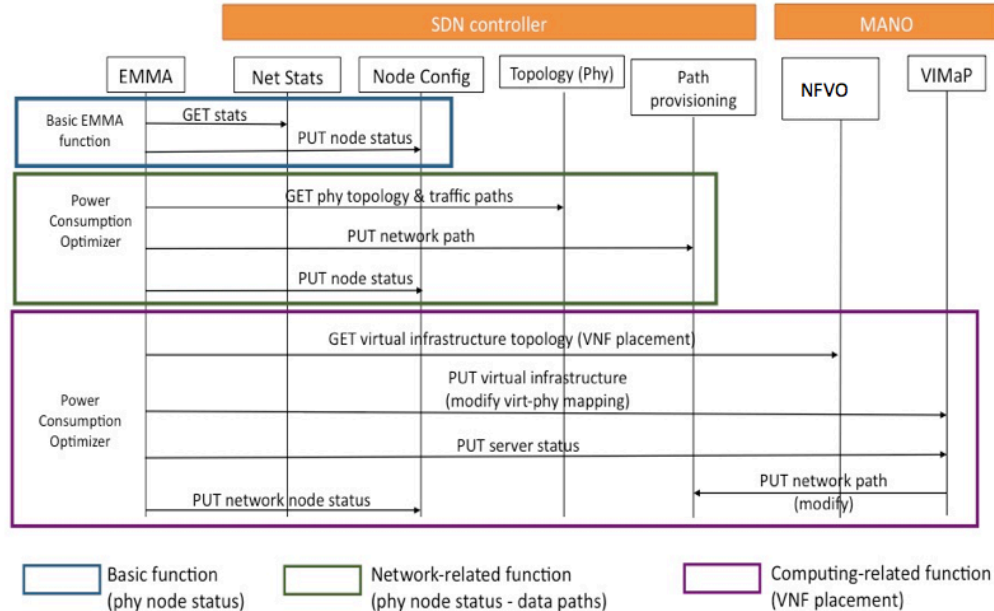 SDN controller
MANO
EMMA
Net Stats
Node Config
Topology (Phy)
Path
provisioning
NFVO
VIMaP
Basic EMMA
function
GET stats
PUT node status
Power
Consumption
Optimizer
GET phy topology & traffic paths
PUT network path
PUT node status
Power
Consumption
Optimizer
GET virtual infrastructure topology (VNF placement)
PUT virtual infrastructure
(modify virt-phy mapping)
PUT server status
PUT network path
(modify)
PUT network node status
Basic function
(phy node status)
Network-related function
(phy node status - data paths)
Computing-related function
(VNF placement)